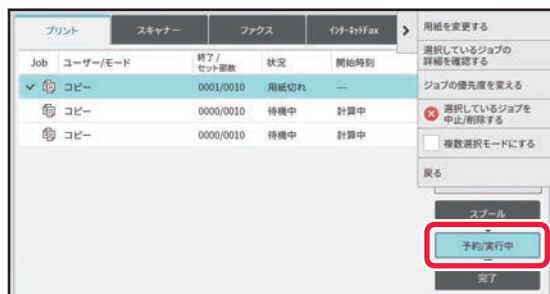 プリント
スキャナー
ファクス
インターネットFax
Job ユーザー/モード 終了/セット部数 状況 開始時刻
コピー 0001/0010 用紙切れ ---
コピー 0000/0010 待機中 計算中
コピー 0000/0010 待機中 計算中
用紙を変更する
選択しているジョブの
詳細を確認する
ジョブの優先度を変える
選択しているジョブを
中止/削除する
複数選択モードにする
戻る
スプール
予約/実行中
完了